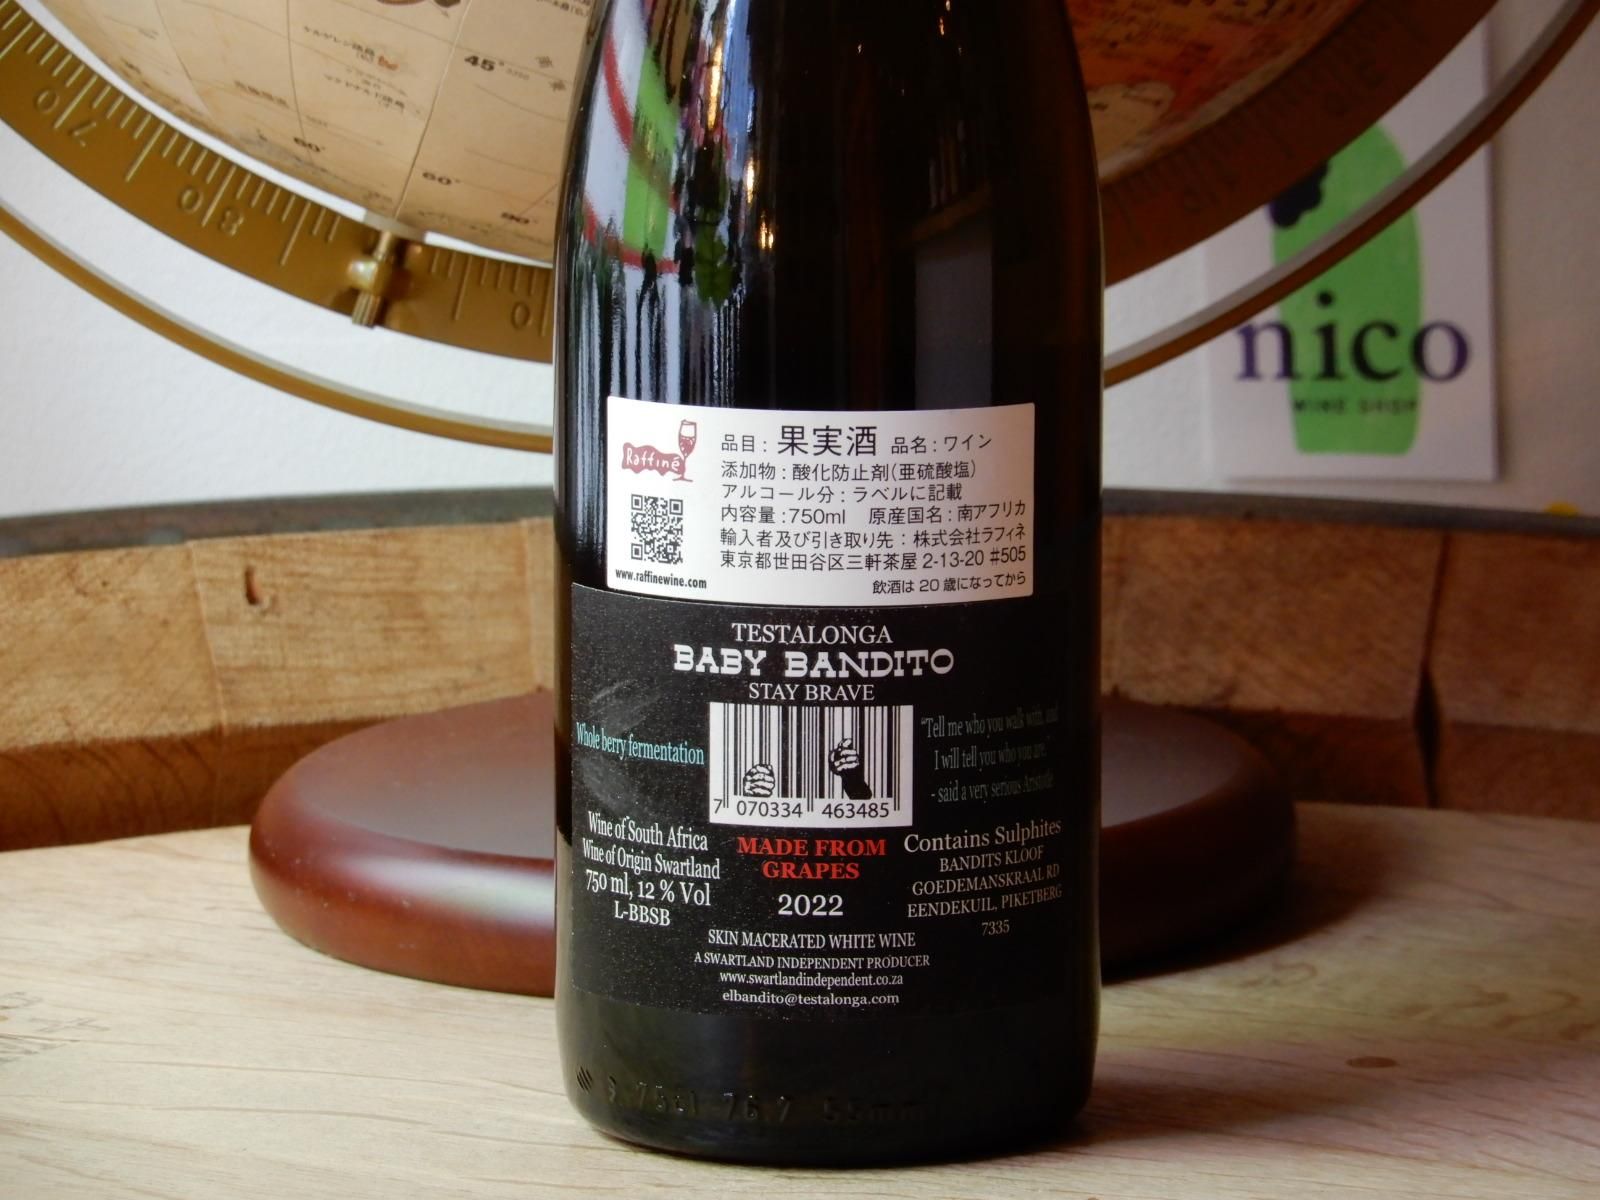 45°
60°
90°
nico
WINE SHOP
Raffiné
www.raffinewine.com
品目 : 果実酒 品名 : ワイン
添加物 : 酸化防止剤(亜硫酸塩)
アルコール分 : ラベルに記載
内容量 : 750ml 原産国名 : 南アフリカ
輸入者及び引き取り先 : 株式会社ラフィネ
東京都世田谷区三軒茶屋 2-13-20 #505
飲酒は 20 歳になってから
TESTALONGA
BABY BANDITO
STAY BRAVE
Whole berry fermentation
"Tell me who you walk with, and
I will tell you who you are."
- said a very serious Aristotle
7 070334 463485
Wine of South Africa
Wine of Origin Swartland
750 ml, 12 % Vol
L-BBSB
MADE FROM
GRAPES
2022
Contains Sulphites
BANDITS KLOOF
GOEDEMANSKRAAL RD
EENDEKUIL, PIKETBERG
7335
SKIN MACERATED WHITE WINE
A SWARTLAND INDEPENDENT PRODUCER
www.swartlandindependent.co.za
elbandito@testalonga.com
75cl 76.7 55mm